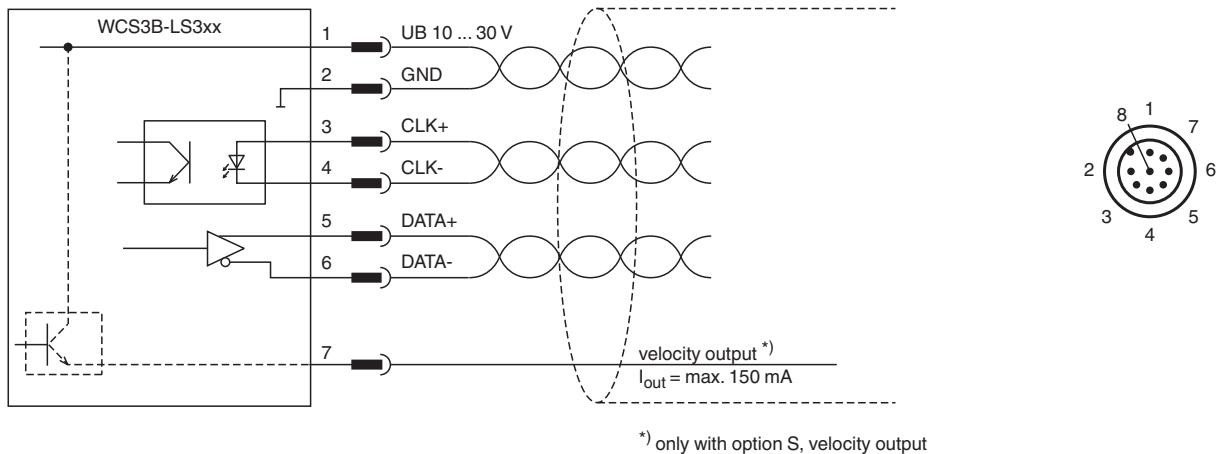 WCS3B-LS3xx
1 UB 10 ... 30 V
2 GND
3 CLK+
4 CLK-
5 DATA+
6 DATA-
7 velocity output *)
Iout = max. 150 mA
*) only with option S, velocity output
8 1 7
2 6
3 5
4